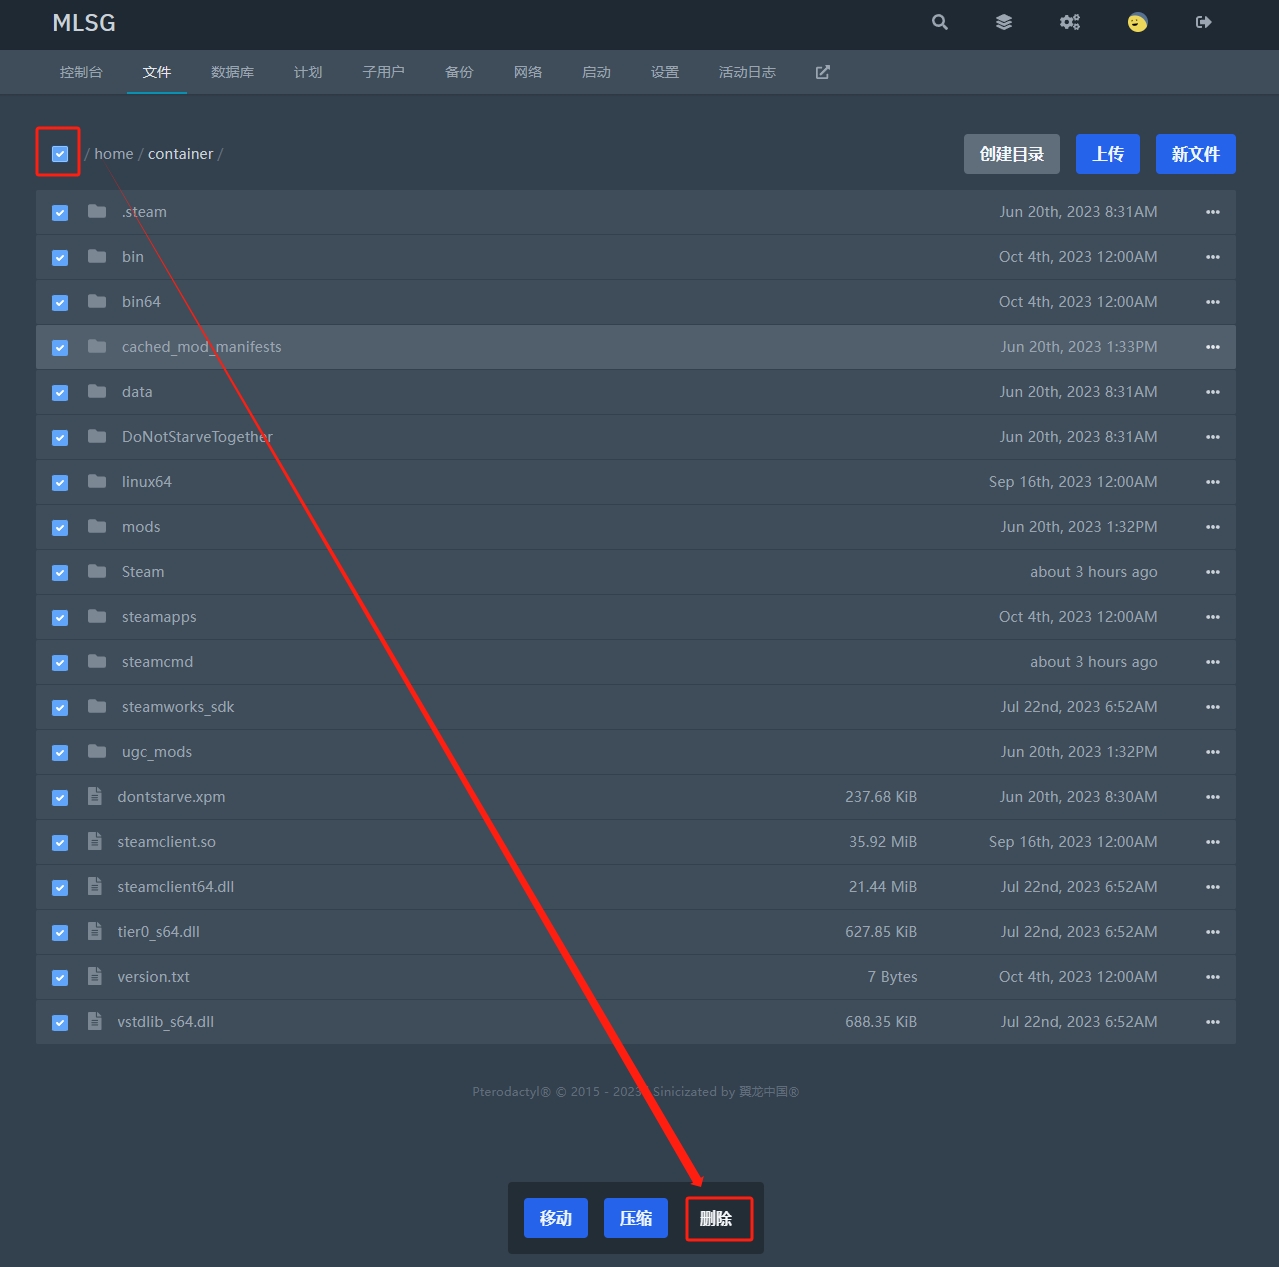 MLSG
控制台 文件 数据库 计划 子用户 备份 网络 启动 设置 活动日志
/ home / container /
创建目录 上传 新文件
.steam Jun 20th, 2023 8:31AM
bin Oct 4th, 2023 12:00AM
bin64 Oct 4th, 2023 12:00AM
cached_mod_manifests Jun 20th, 2023 1:33PM
data Jun 20th, 2023 8:31AM
DoNotStarveTogether Jun 20th, 2023 8:31AM
linux64 Sep 16th, 2023 12:00AM
mods Jun 20th, 2023 1:32PM
Steam about 3 hours ago
steamapps Oct 4th, 2023 12:00AM
steamcmd about 3 hours ago
steamworks_sdk Jul 22nd, 2023 6:52AM
ugc_mods Jun 20th, 2023 1:32PM
dontstarve.xpm 237.68 KiB Jun 20th, 2023 8:30AM
steamclient.so 35.92 MiB Sep 16th, 2023 12:00AM
steamclient64.dll 21.44 MiB Jul 22nd, 2023 6:52AM
tier0_s64.dll 627.85 KiB Jul 22nd, 2023 6:52AM
version.txt 7 Bytes Oct 4th, 2023 12:00AM
vstdlib_s64.dll 688.35 KiB Jul 22nd, 2023 6:52AM
Pterodactyl® © 2015 - 2023 Sinicizated by 翼龙中国®
移动 压缩 删除